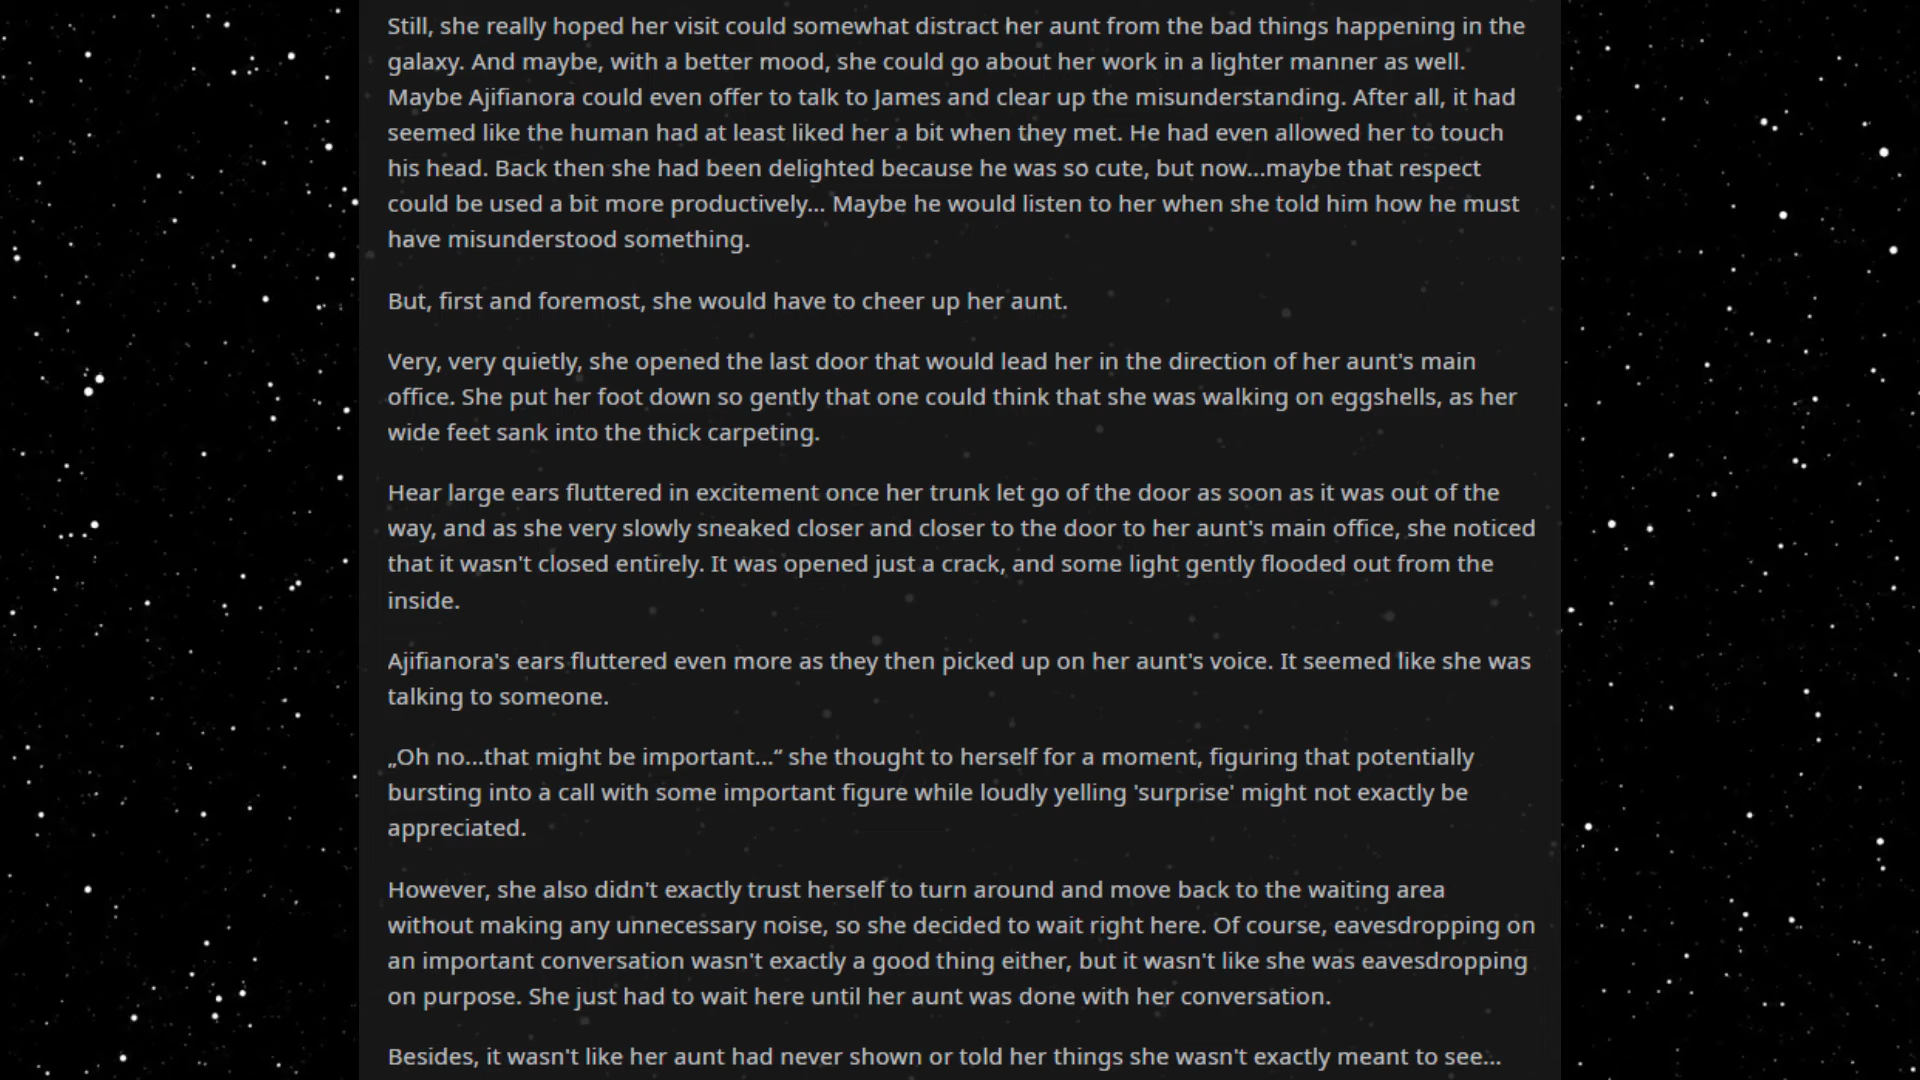 Still, she really hoped her visit could somewhat distract her aunt from the bad things happening in the
galaxy. And maybe, with a better mood, she could go about her work in a lighter manner as well.
Maybe Ajifianora could even offer to talk to James and clear up the misunderstanding. After all, it had
seemed like the human had at least liked her a bit when they met. He had even allowed her to touch
his head. Back then she had been delighted because he was so cute, but now...maybe that respect
could be used a bit more productively... Maybe he would listen to her when she told him how he must
have misunderstood something.
But, first and foremost, she would have to cheer up her aunt.
Very, very quietly, she opened the last door that would lead her in the direction of her aunt's main
office. She put her foot down so gently that one could think that she was walking on eggshells, as her
wide feet sank into the thick carpeting.
Hear large ears fluttered in excitement once her trunk let go of the door as soon as it was out of the
way, and as she very slowly sneaked closer and closer to the door to her aunt's main office, she noticed
that it wasn't closed entirely. It was opened just a crack, and some light gently flooded out from the
inside.
Ajifianora's ears fluttered even more as they then picked up on her aunt's voice. It seemed like she was
talking to someone.
„Oh no...that might be important...“ she thought to herself for a moment, figuring that potentially
bursting into a call with some important figure while loudly yelling 'surprise' might not exactly be
appreciated.
However, she also didn't exactly trust herself to turn around and move back to the waiting area
without making any unnecessary noise, so she decided to wait right here. Of course, eavesdropping on
an important conversation wasn't exactly a good thing either, but it wasn't like she was eavesdropping
on purpose. She just had to wait here until her aunt was done with her conversation.
Besides, it wasn't like her aunt had never shown or told her things she wasn't exactly meant to see...